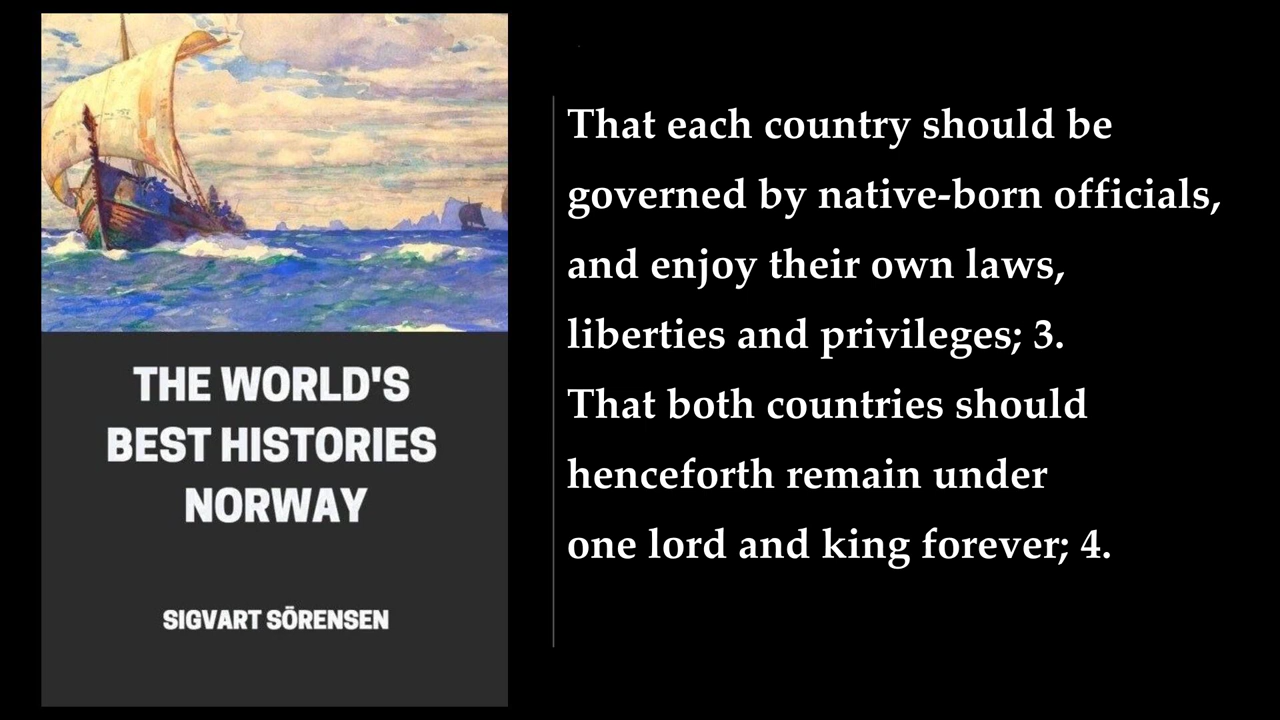 THE WORLD'S
BEST HISTORIES
NORWAY
SIGVART SÖRENSEN
That each country should be
governed by native-born officials,
and enjoy their own laws,
liberties and privileges; 3.
That both countries should
henceforth remain under
one lord and king forever; 4.